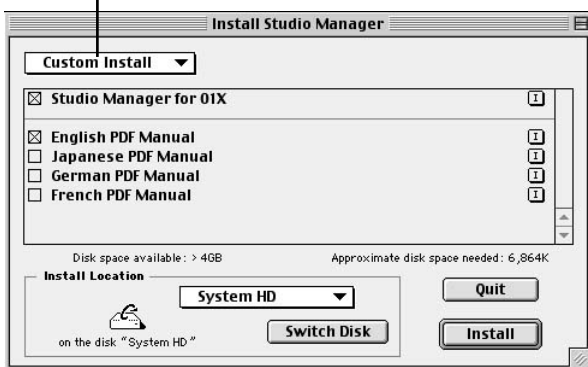 Install Studio Manager
Custom Install
Studio Manager for 01X
English PDF Manual
Japanese PDF Manual
German PDF Manual
French PDF Manual
Disk space available: > 4GB Approximate disk space needed: 6,864K
Install Location
System HD
Quit
on the disk "System HD"
Switch Disk
Install